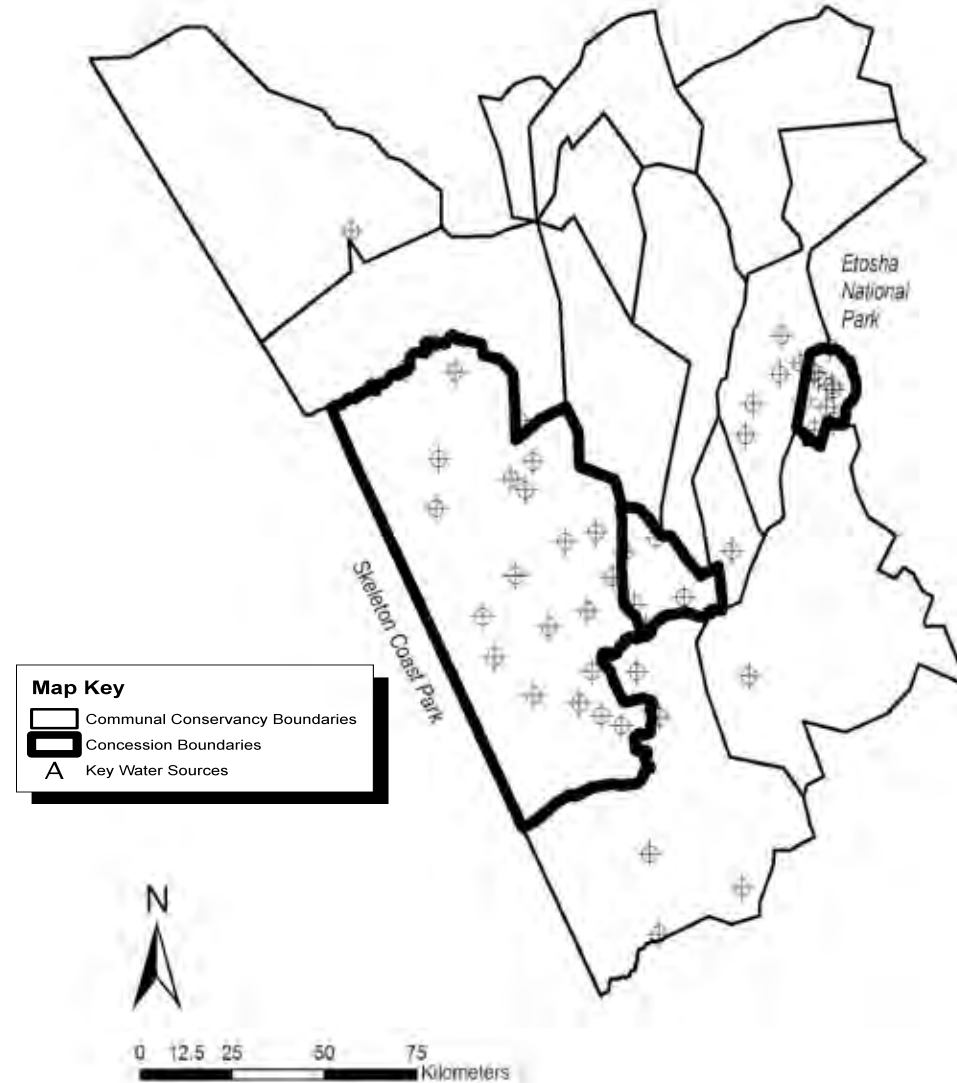 Etosha
National
Park
Skeleton Coast Park
Map Key
Communal Conservancy Boundaries
Concession Boundaries
A Key Water Sources
N
0 12.5 25 50 75
Kilometers